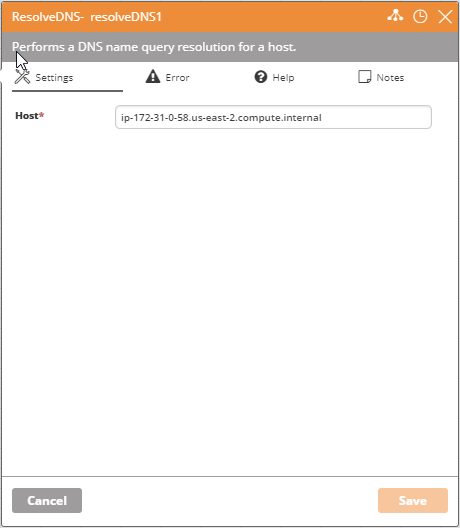 ResolveDNS- resolveDNS1
Performs a DNS name query resolution for a host.
Settings Error Help Notes
Host* ip-172-31-0-58.us-east-2.compute.internal
Cancel Save